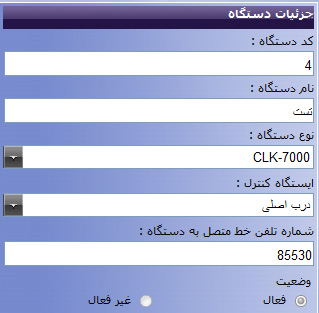 جزئیات دستگاه
کد دستگاه :
4
نام دستگاه :
تست
نوع دستگاه :
CLK-7000
ایستگاه کنترل :
درب اصلی
شماره تلفن خط متصل به دستگاه :
85530
وضعیت
فعال غیر فعال